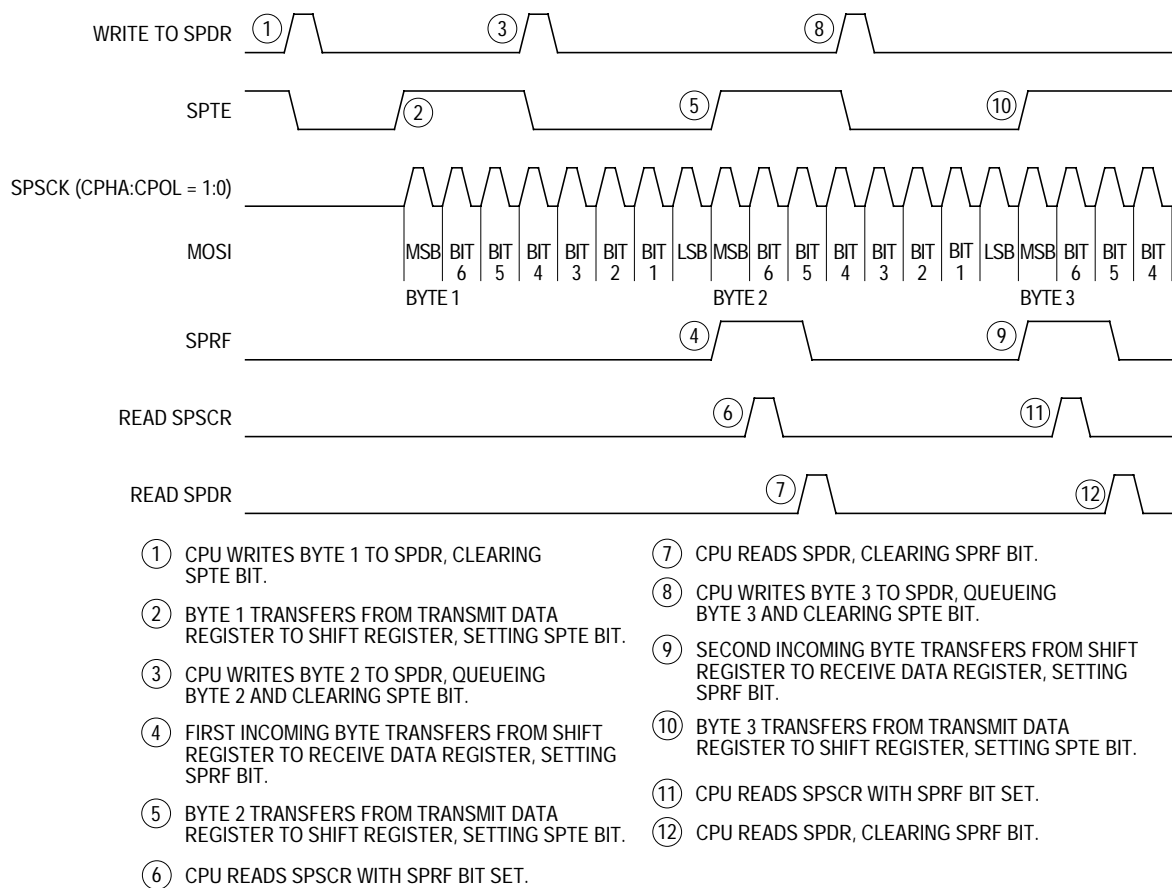 WRITE TO SPDR
1
3
8
SPTE
2
5
10
SPSCK (CPHA:CPOL = 1:0)
MOSI
MSB BIT 6 BIT 5 BIT 4 BIT 3 BIT 2 BIT 1 LSB MSB BIT 6 BIT 5 BIT 4 BIT 3 BIT 2 BIT 1 LSB MSB BIT 6 BIT 5 BIT 4
BYTE 1 BYTE 2 BYTE 3
SPRF
4
9
READ SPSCR
6
11
READ SPDR
7
12
1 CPU WRITES BYTE 1 TO SPDR, CLEARING
SPTE BIT.
2 BYTE 1 TRANSFERS FROM TRANSMIT DATA
REGISTER TO SHIFT REGISTER, SETTING SPTE BIT.
3 CPU WRITES BYTE 2 TO SPDR, QUEUEING
BYTE 2 AND CLEARING SPTE BIT.
4 FIRST INCOMING BYTE TRANSFERS FROM SHIFT
REGISTER TO RECEIVE DATA REGISTER, SETTING
SPRF BIT.
5 BYTE 2 TRANSFERS FROM TRANSMIT DATA
REGISTER TO SHIFT REGISTER, SETTING SPTE BIT.
6 CPU READS SPSCR WITH SPRF BIT SET.
7 CPU READS SPDR, CLEARING SPRF BIT.
8 CPU WRITES BYTE 3 TO SPDR, QUEUEING
BYTE 3 AND CLEARING SPTE BIT.
9 SECOND INCOMING BYTE TRANSFERS FROM SHIFT
REGISTER TO RECEIVE DATA REGISTER, SETTING
SPRF BIT.
10 BYTE 3 TRANSFERS FROM TRANSMIT DATA
REGISTER TO SHIFT REGISTER, SETTING SPTE BIT.
11 CPU READS SPSCR WITH SPRF BIT SET.
12 CPU READS SPDR, CLEARING SPRF BIT.